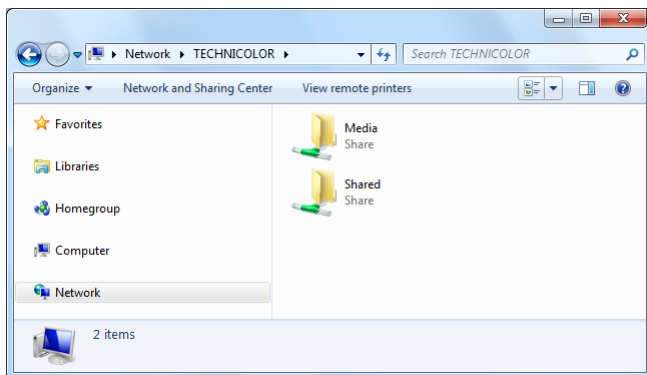 Network TECHNICOLOR Search TECHNICOLOR
Organize Network and Sharing Center View remote printers
Favorites
Libraries
Homegroup
Computer
Network
Media
Share
Shared
Share
2 items